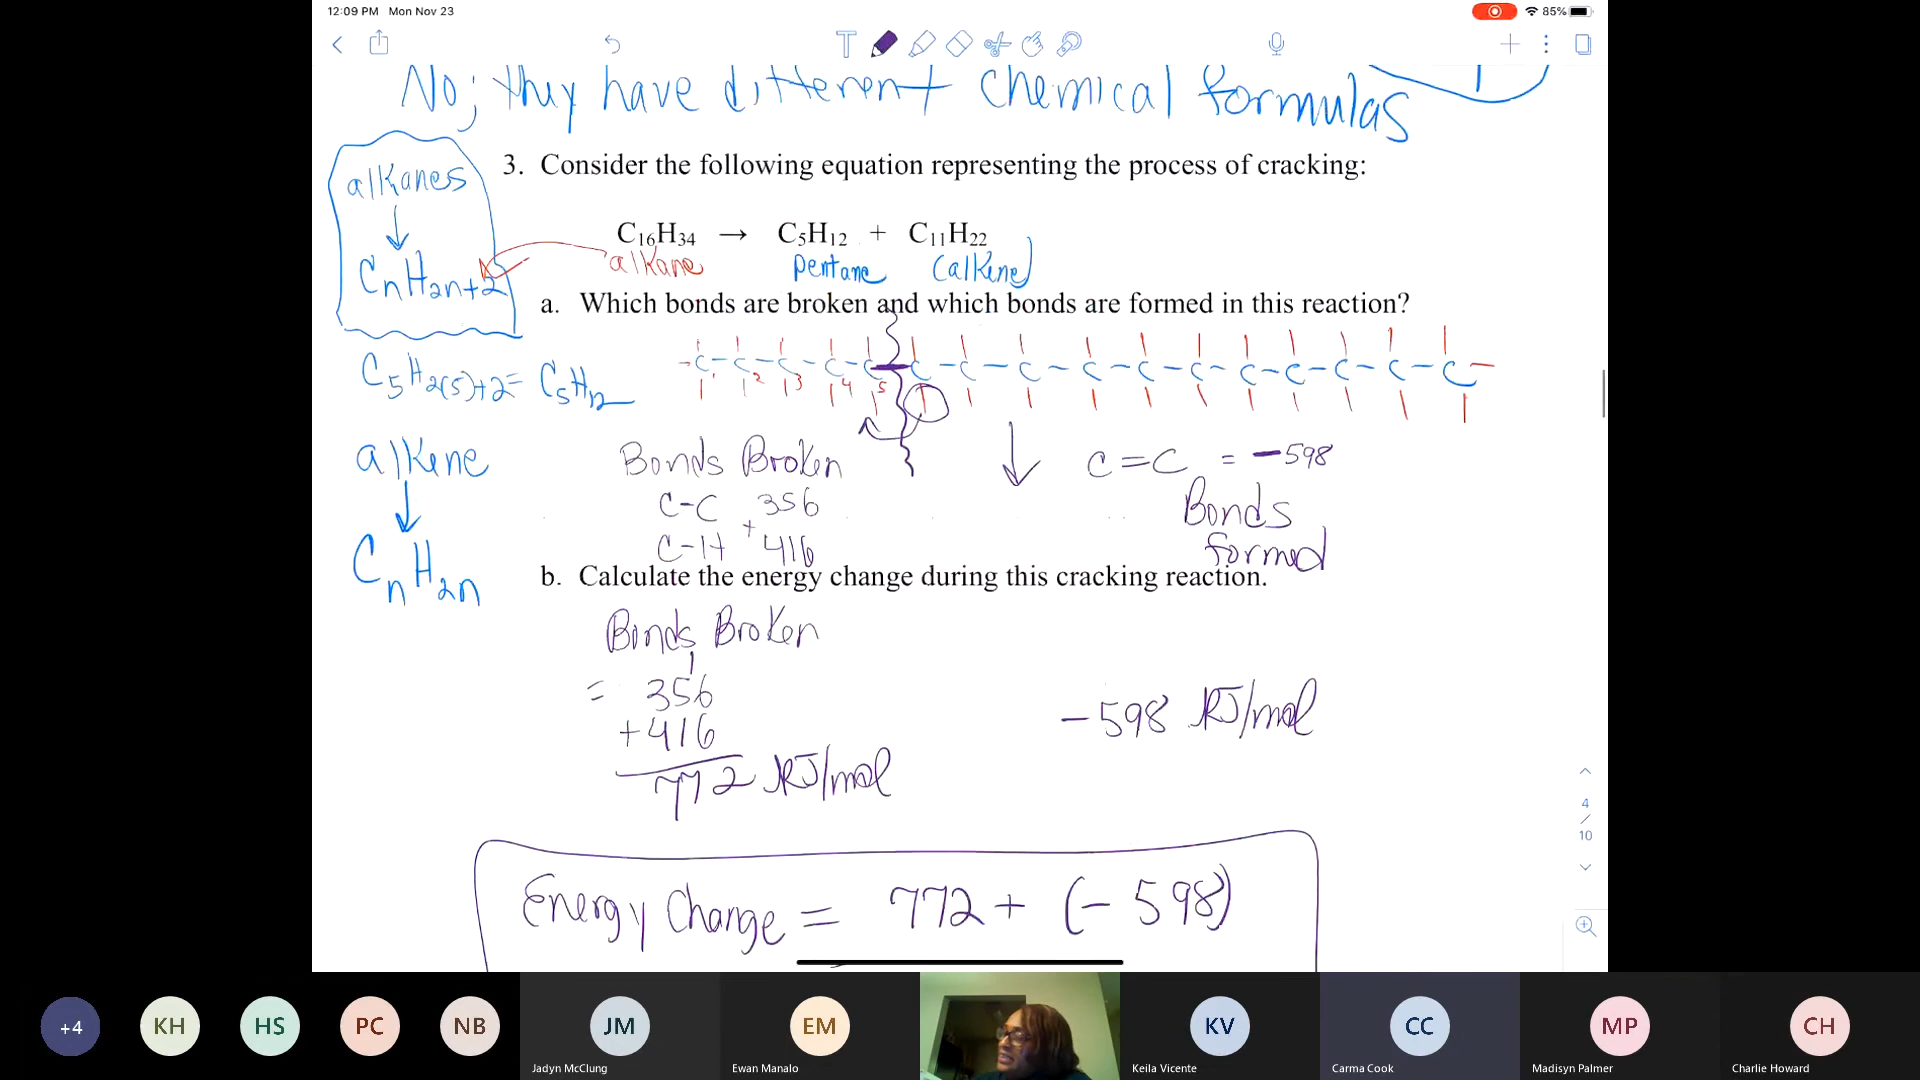 12:09 PM Mon Nov 23
85%
No; they have different chemical formulas
alkanes
CnH2n+2
3. Consider the following equation representing the process of cracking:
C16H34 → C5H12 + C11H22
alkane pentane (alkene)
a. Which bonds are broken and which bonds are formed in this reaction?
C5H2(5)+2 = C5H12
- C - C - C - C - C - C - C - C - C - C - C - C - C - C - C - C -
1 2 3 4 5
alkene
CnH2n
Bonds Broken
C-C 356
+
C-H 416
C=C = -598
Bonds
formed
b. Calculate the energy change during this cracking reaction.
Bonds Broken
= 356
+416
772 KJ/mol
-598 KJ/mol
Energy Change = 772 + (-598)
4
/
10
+4
KH
HS
PC
NB
JM
Jadyn McClung
EM
Ewan Manalo
KV
Keila Vicente
CC
Carma Cook
MP
Madisyn Palmer
CH
Charlie Howard